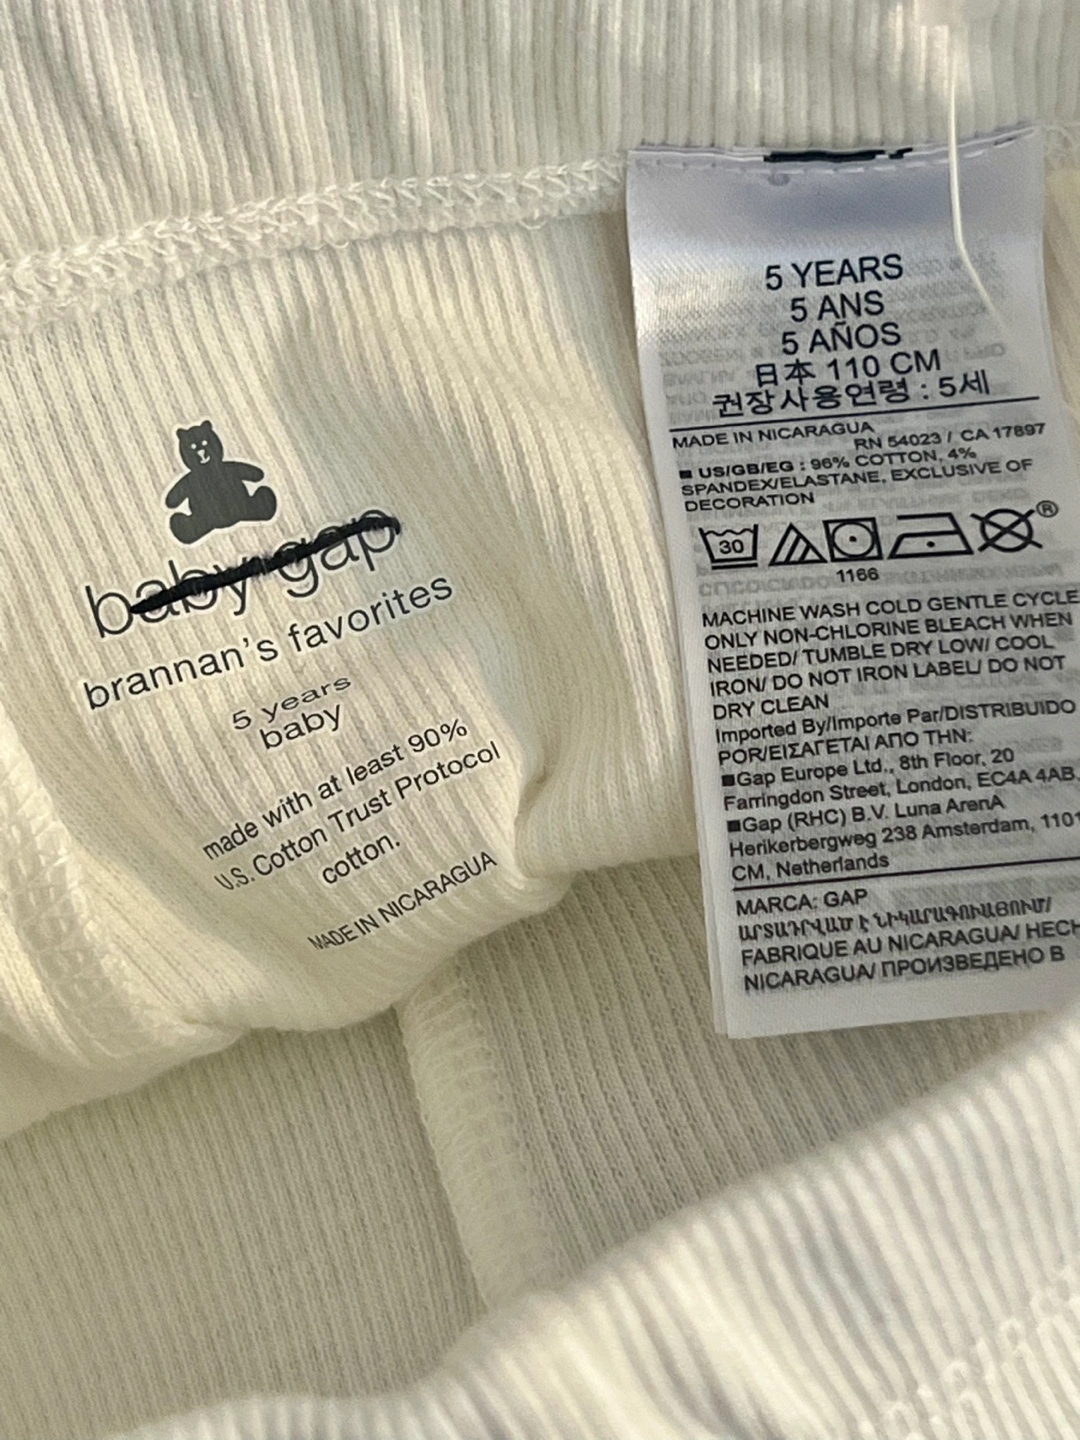 baby gap
brannan's favorites
5 years
baby
made with at least 90%
U.S. Cotton Trust Protocol
cotton.
MADE IN NICARAGUA
5 YEARS
5 ANS
5 AÑOS
日本 110 CM
권장사용연령 : 5세
MADE IN NICARAGUA
RN 54023 / CA 17897
US/GB/EG : 96% COTTON, 4%
SPANDEX/ELASTANE, EXCLUSIVE OF
DECORATION
30
®
1166
MACHINE WASH COLD GENTLE CYCLE
ONLY NON-CHLORINE BLEACH WHEN
NEEDED/ TUMBLE DRY LOW/ COOL
IRON/ DO NOT IRON LABEL/ DO NOT
DRY CLEAN
Imported By/Importe Par/DISTRIBUIDO
POR/ΕΙΣΑΓΕΤΑΙ ΑΠΟ ΤΗΝ:
■Gap Europe Ltd., 8th Floor, 20
Farringdon Street, London, EC4A 4AB,
■Gap (RHC) B.V. Luna ArenA
Herikerbergweg 238 Amsterdam, 1101
CM, Netherlands
MARCA: GAP
ԱՐՏԱԴՐՎԱԾ Է ՆԻԿԱՐԱԳՈՒԱՅՈՒՄ/
FABRIQUE AU NICARAGUA/ HECH
NICARAGUA/ ПРОИЗВЕДЕНО В